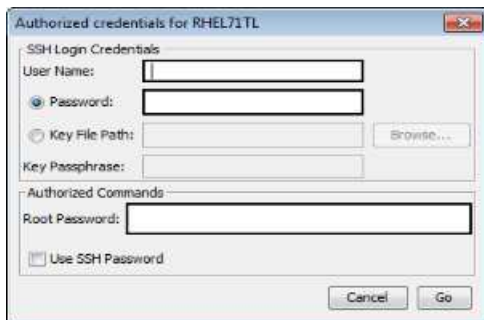 Authorized credentials for RHEL71TL
SSH Login Credentials
User Name:
Password:
Key File Path:
Browse...
Key Passphrase:
Authorized Commands
Root Password:
Use SSH Password
Cancel
Go